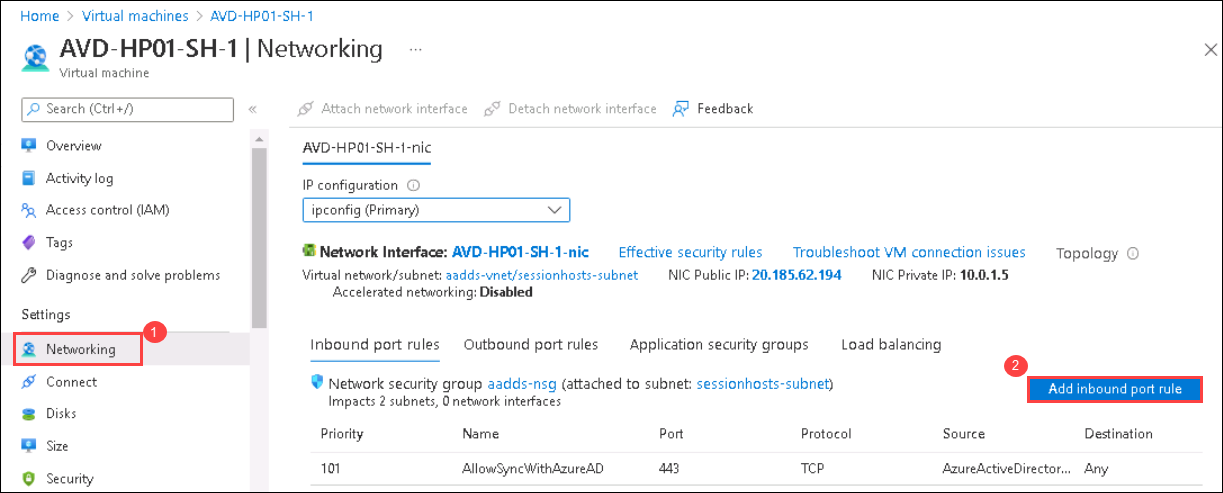 Home > Virtual machines > AVD-HP01-SH-1
AVD-HP01-SH-1 | Networking ...
Virtual machine
Search (Ctrl+/)
«
Attach network interface
Detach network interface
Feedback
Overview
Activity log
Access control (IAM)
Tags
Diagnose and solve problems
Settings
1
Networking
Connect
Disks
Size
Security
AVD-HP01-SH-1-nic
IP configuration
ipconfig (Primary)
Network Interface: AVD-HP01-SH-1-nic Effective security rules Troubleshoot VM connection issues Topology
Virtual network/subnet: aadds-vnet/sessionhosts-subnet NIC Public IP: 20.185.62.194 NIC Private IP: 10.0.1.5
Accelerated networking: Disabled
Inbound port rules Outbound port rules Application security groups Load balancing
2
Network security group aadds-nsg (attached to subnet: sessionhosts-subnet)
Impacts 2 subnets, 0 network interfaces
Add inbound port rule
Priority Name Port Protocol Source Destination
101 AllowSyncWithAzureAD 443 TCP AzureActiveDirector... Any